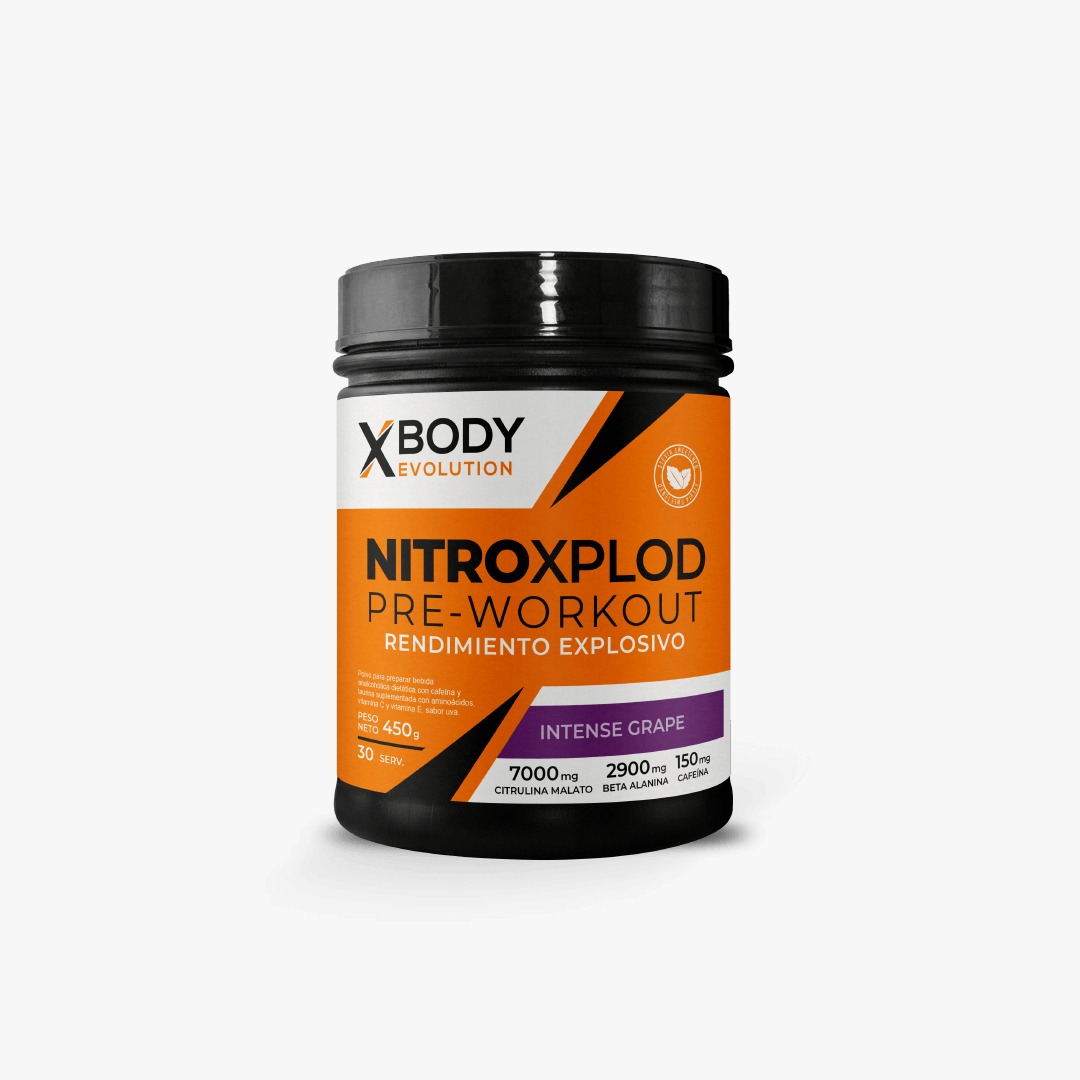 XBODY
EVOLUTION
NITROXPLOD
PRE-WORKOUT
RENDIMIENTO EXPLOSIVO
Polvo para preparar bebida
analcohólica dietética con cafeína y
taurina suplementada con aminoácidos,
vitamina C y vitamina E, sabor uva.
PESO
NETO 450g
30 SERV.
INTENSE GRAPE
7000mg
CITRULINA MALATO
2900mg
BETA ALANINA
150mg
CAFEÍNA